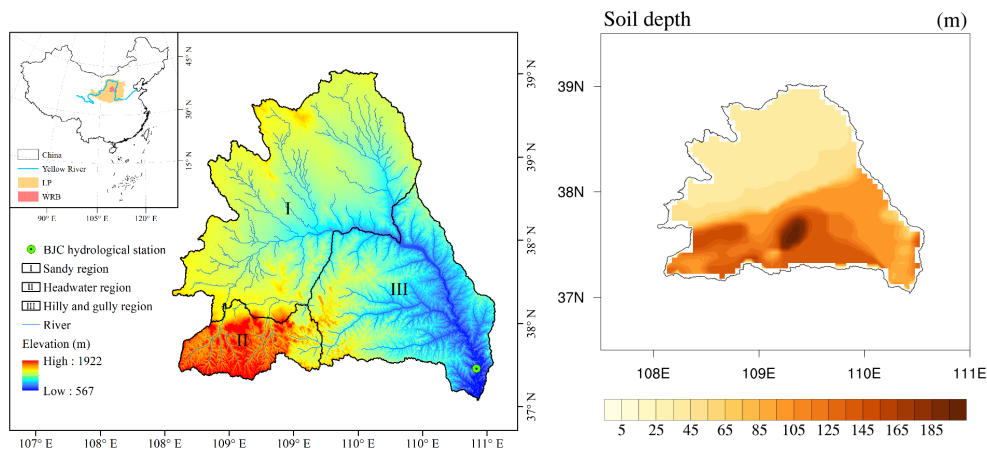 45° N
30° N
15° N
China
Yellow River
LP
WRB
90° E 105° E 120° E
I
II
III
BJC hydrological station
I Sandy region
II Headwater region
III Hilly and gully region
River
Elevation (m)
High : 1922
Low : 567
39° N
39° N
38° N
38° N
37° N
107° E 108° E 108° E 109° E 109° E 110° E 110° E 111° E
Soil depth (m)
39N
38N
37N
108E 109E 110E 111E
5 25 45 65 85 105 125 145 165 185